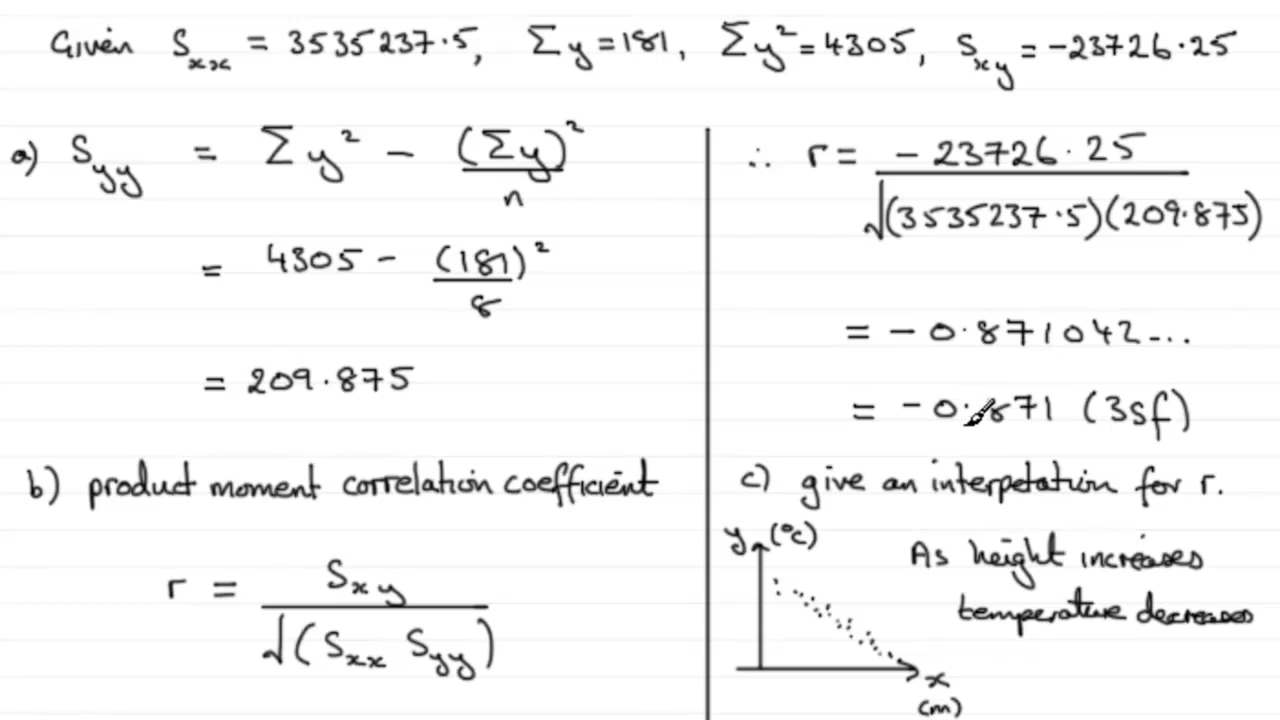 Given Sxx = 3535237.5, Σy = 181, Σy² = 4305, Sxy = -23726.25
a) Syy = Σy² - (Σy)²/n
= 4305 - (181)²/8
= 209.875
b) product moment correlation coefficient
r = Sxy/√(Sxx Syy)
∴ r = -23726.25/√(3535237.5)(209.875)
= -0.871042...
= -0.871 (3sf)
c) give an interpetation for r.
y (°c)
As height increases
temperature decreases
x
(m)